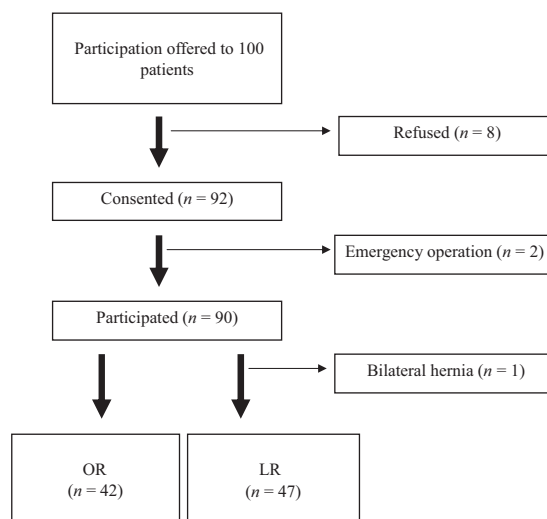 Participation offered to 100
patients
Refused (n = 8)
Consented (n = 92)
Emergency operation (n = 2)
Participated (n = 90)
Bilateral hernia (n = 1)
OR
(n = 42)
LR
(n = 47)